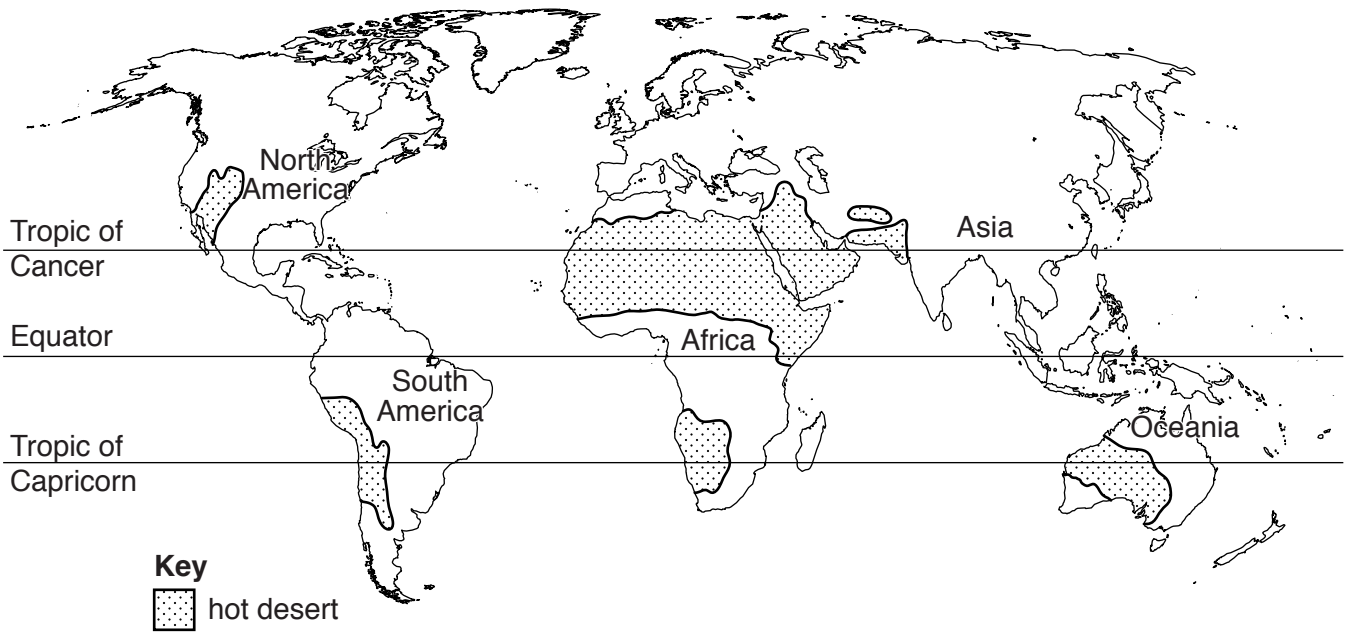 North
America
Tropic of
Cancer
Asia
Equator
Africa
South
America
Tropic of
Capricorn
Oceania
Key
hot desert